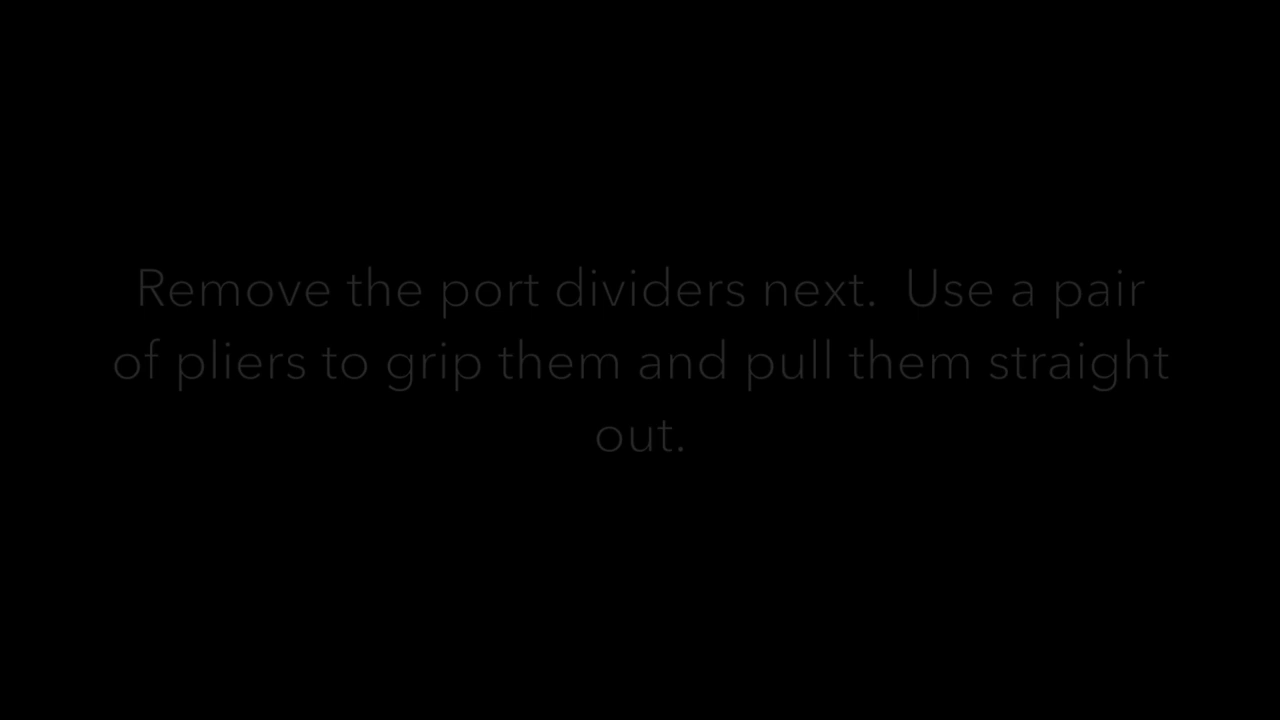 Remove the port dividers next.  Use a pair
of pliers to grip them and pull them straight
out.